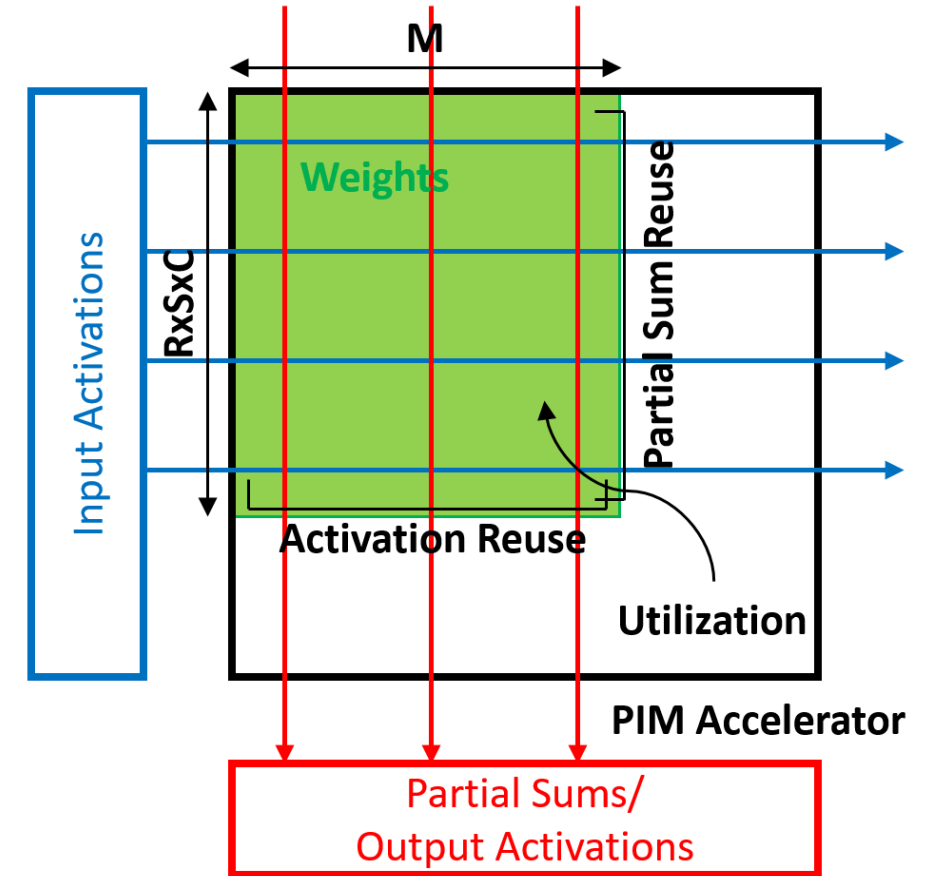 M
Weights
Input Activations
RxSxC
Partial Sum Reuse
Activation Reuse
Utilization
PIM Accelerator
Partial Sums/
Output Activations